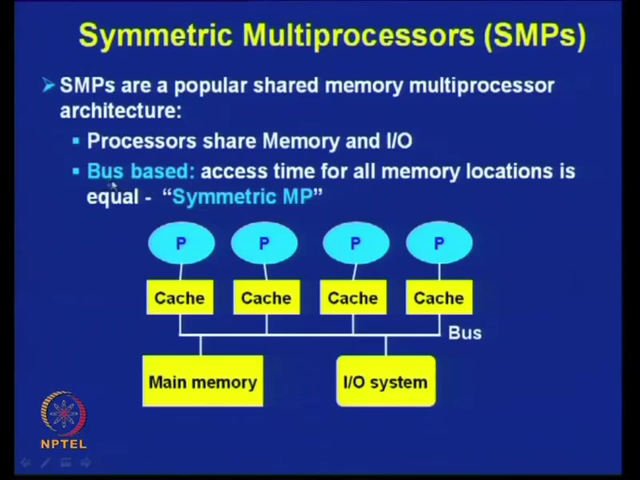 Symmetric Multiprocessors (SMPs)
SMPs are a popular shared memory multiprocessor
architecture:
Processors share Memory and I/O
Bus based: access time for all memory locations is
equal - “Symmetric MP”
P P P P
Cache Cache Cache Cache
Bus
Main memory I/O system
NPTEL